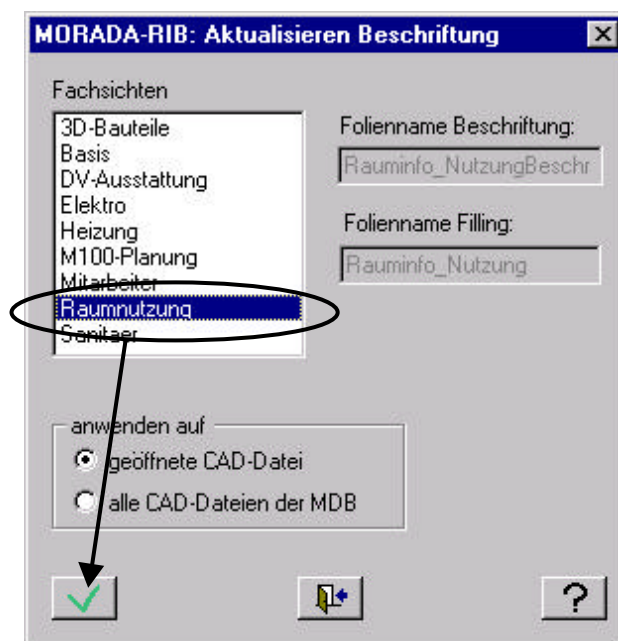 MORADA-RIB: Aktualisieren Beschriftung
Fachsichten
3D-Bauteile
Basis
DV-Ausstattung
Elektro
Heizung
M100-Planung
Mitarbeiter
Raumnutzung
Sanitaer
Folienname Beschriftung:
Rauminfo_NutzungBeschr
Folienname Filling:
Rauminfo_Nutzung
anwenden auf
geöffnete CAD-Datei
alle CAD-Dateien der MDB
?